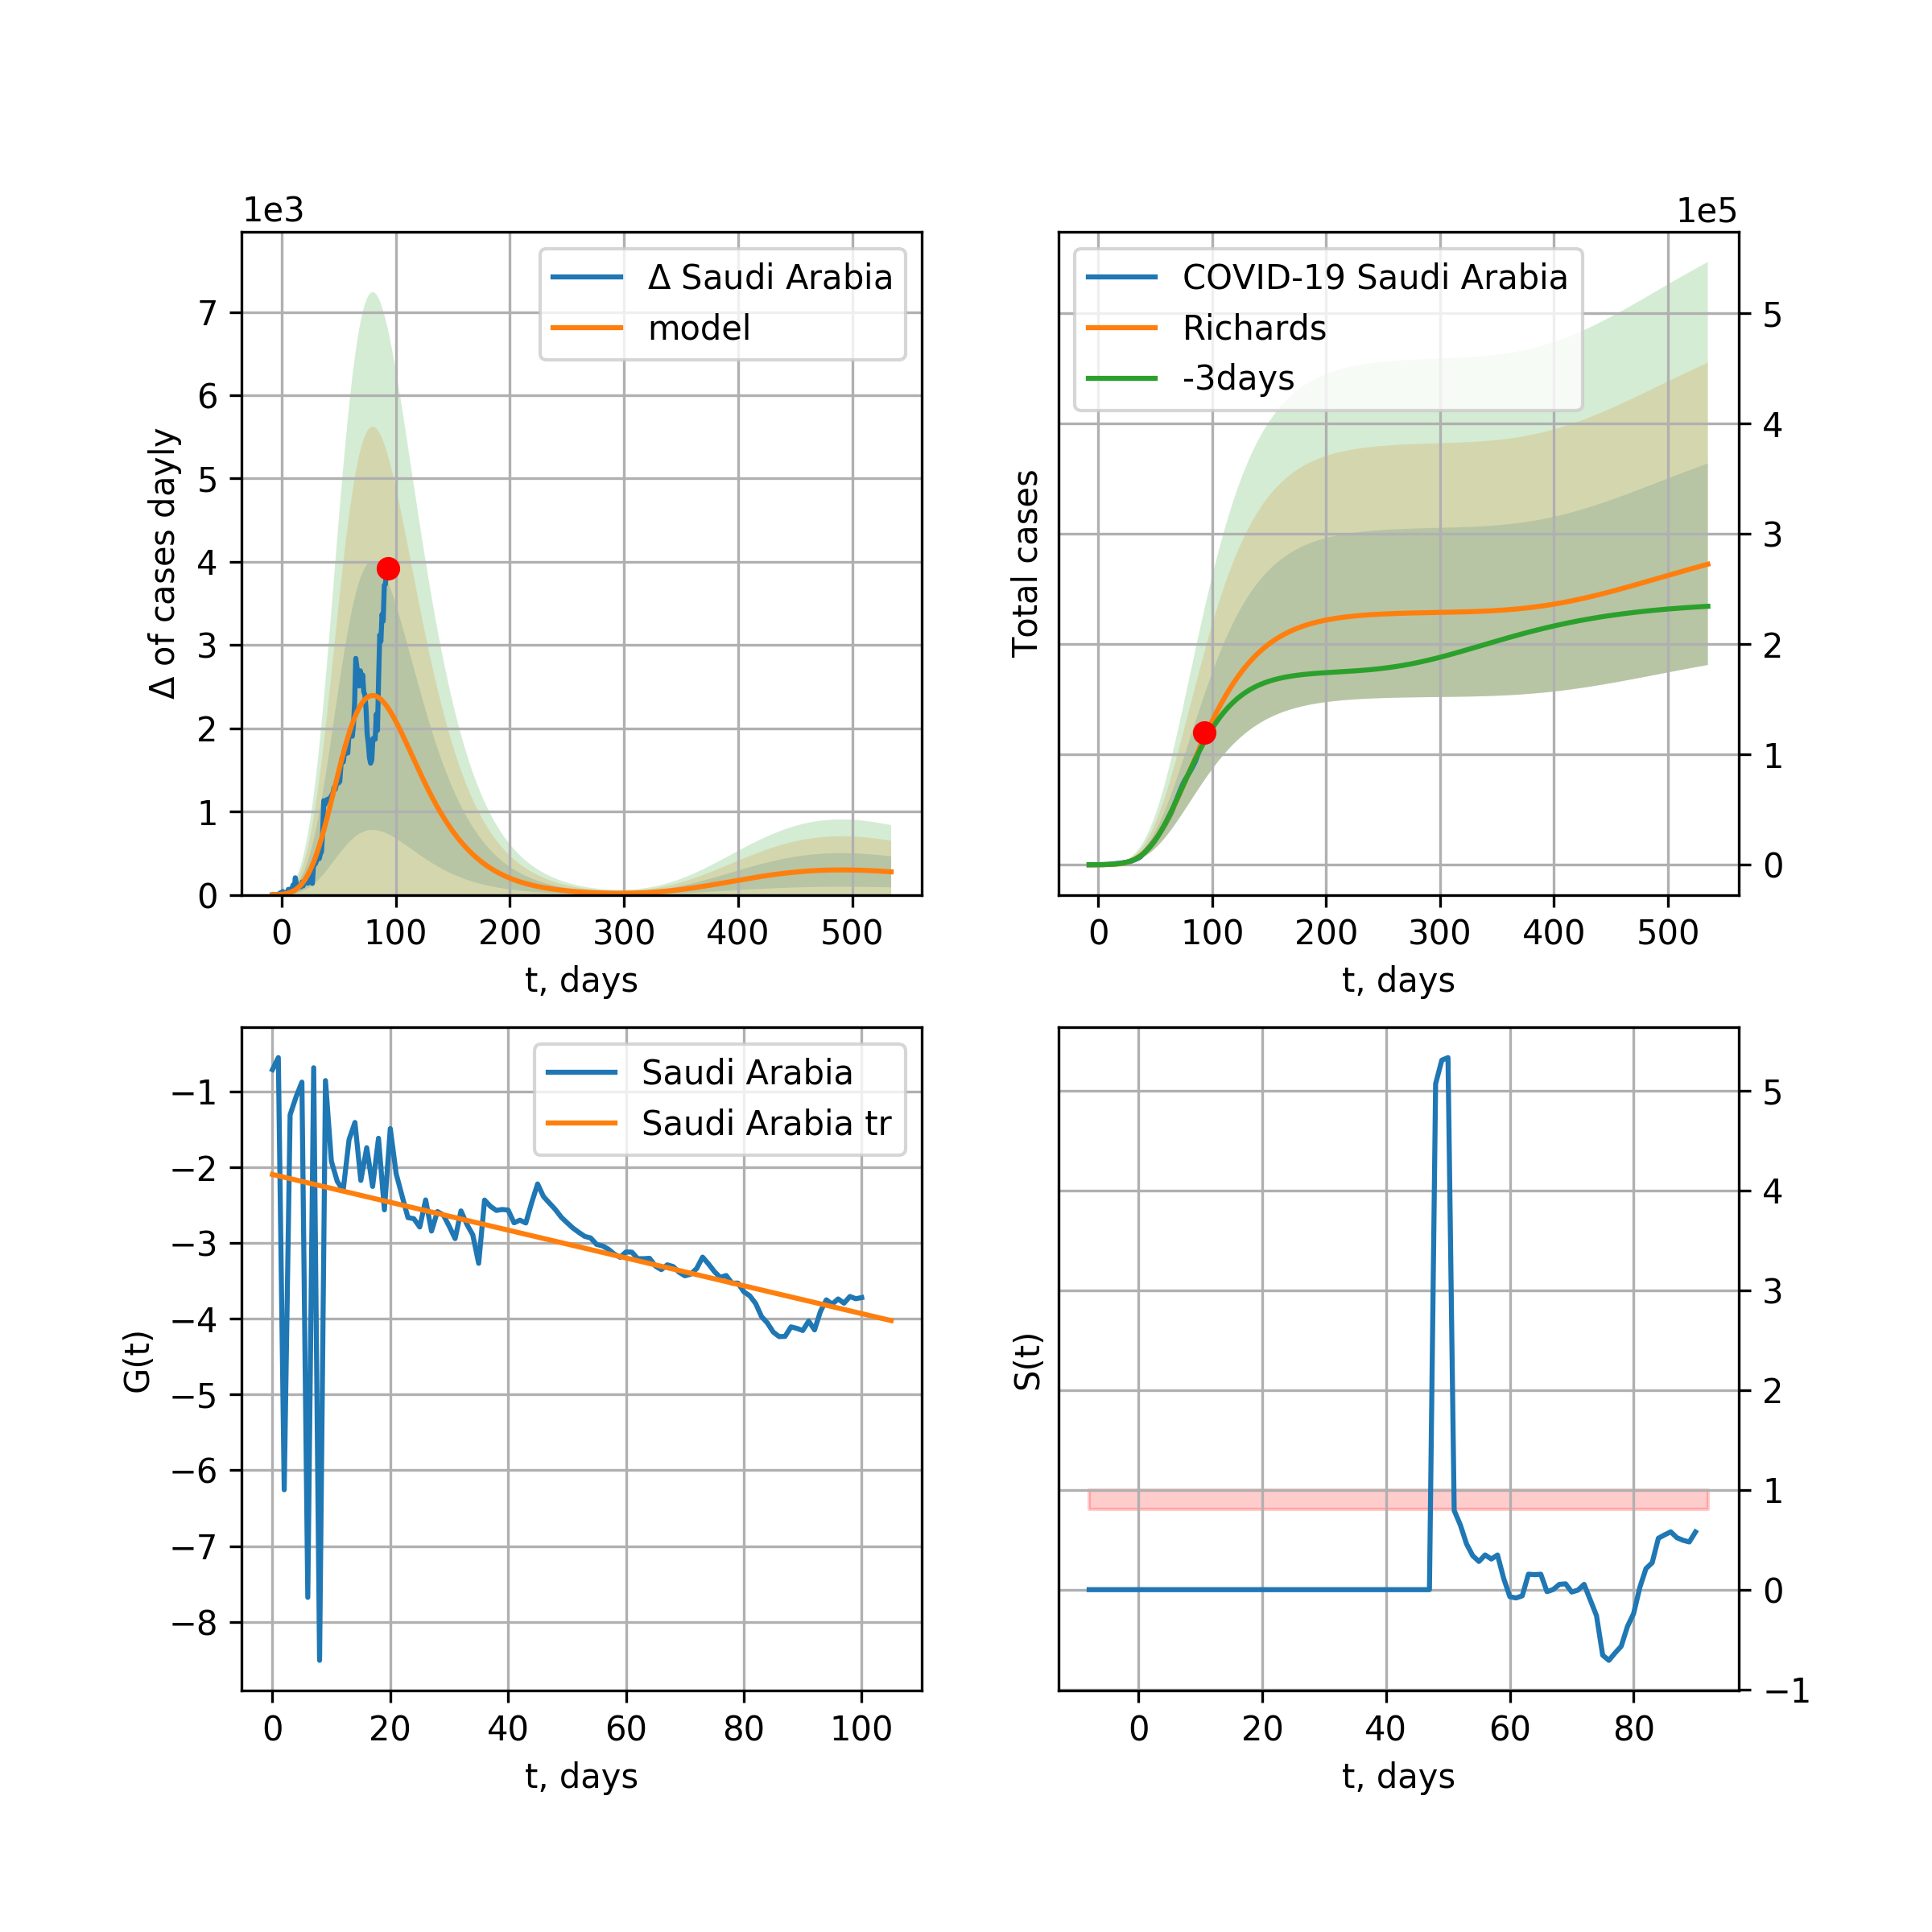 1e3
Δ Saudi Arabia
model
7
6
5
4
3
2
1
0
Δ of cases dayly
0 100 200 300 400 500
t, days
1e5
COVID-19 Saudi Arabia
Richards
-3days
5
4
3
2
1
0
Total cases
0 100 200 300 400 500
t, days
Saudi Arabia
Saudi Arabia tr
−1
−2
−3
−4
−5
−6
−7
−8
G(t)
0 20 40 60 80 100
t, days
5
4
3
2
1
0
−1
S(t)
0 20 40 60 80
t, days